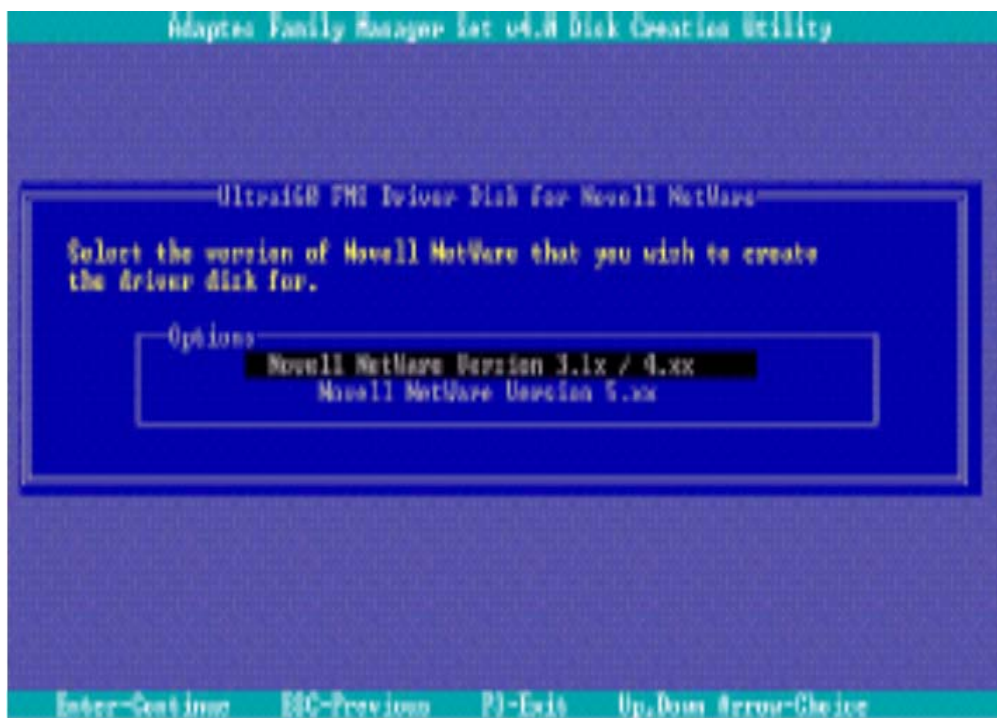 Adaptec Family Manager Set v4.0 Disk Creation Utility
Ultra160 FMS Driver Disk for Novell NetWare
Select the version of Novell NetWare that you wish to create
the driver disk for.
Options
Novell NetWare Version 3.1x / 4.xx
Novell NetWare Version 5.xx
Enter-Continue ESC-Previous F3-Exit Up,Down Arrow-Choice